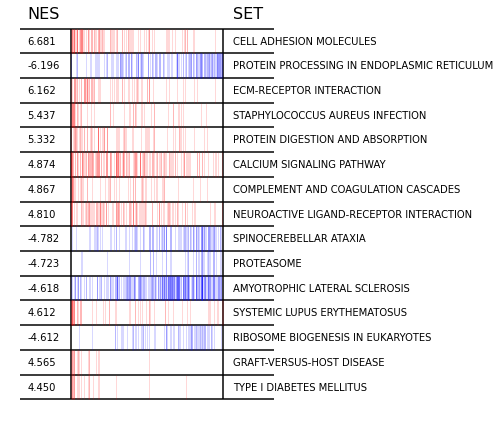 NES SET
6.681 CELL ADHESION MOLECULES
-6.196 PROTEIN PROCESSING IN ENDOPLASMIC RETICULUM
6.162 ECM-RECEPTOR INTERACTION
5.437 STAPHYLOCOCCUS AUREUS INFECTION
5.332 PROTEIN DIGESTION AND ABSORPTION
4.874 CALCIUM SIGNALING PATHWAY
4.867 COMPLEMENT AND COAGULATION CASCADES
4.810 NEUROACTIVE LIGAND-RECEPTOR INTERACTION
-4.782 SPINOCEREBELLAR ATAXIA
-4.723 PROTEASOME
-4.618 AMYOTROPHIC LATERAL SCLEROSIS
4.612 SYSTEMIC LUPUS ERYTHEMATOSUS
-4.612 RIBOSOME BIOGENESIS IN EUKARYOTES
4.565 GRAFT-VERSUS-HOST DISEASE
4.450 TYPE I DIABETES MELLITUS